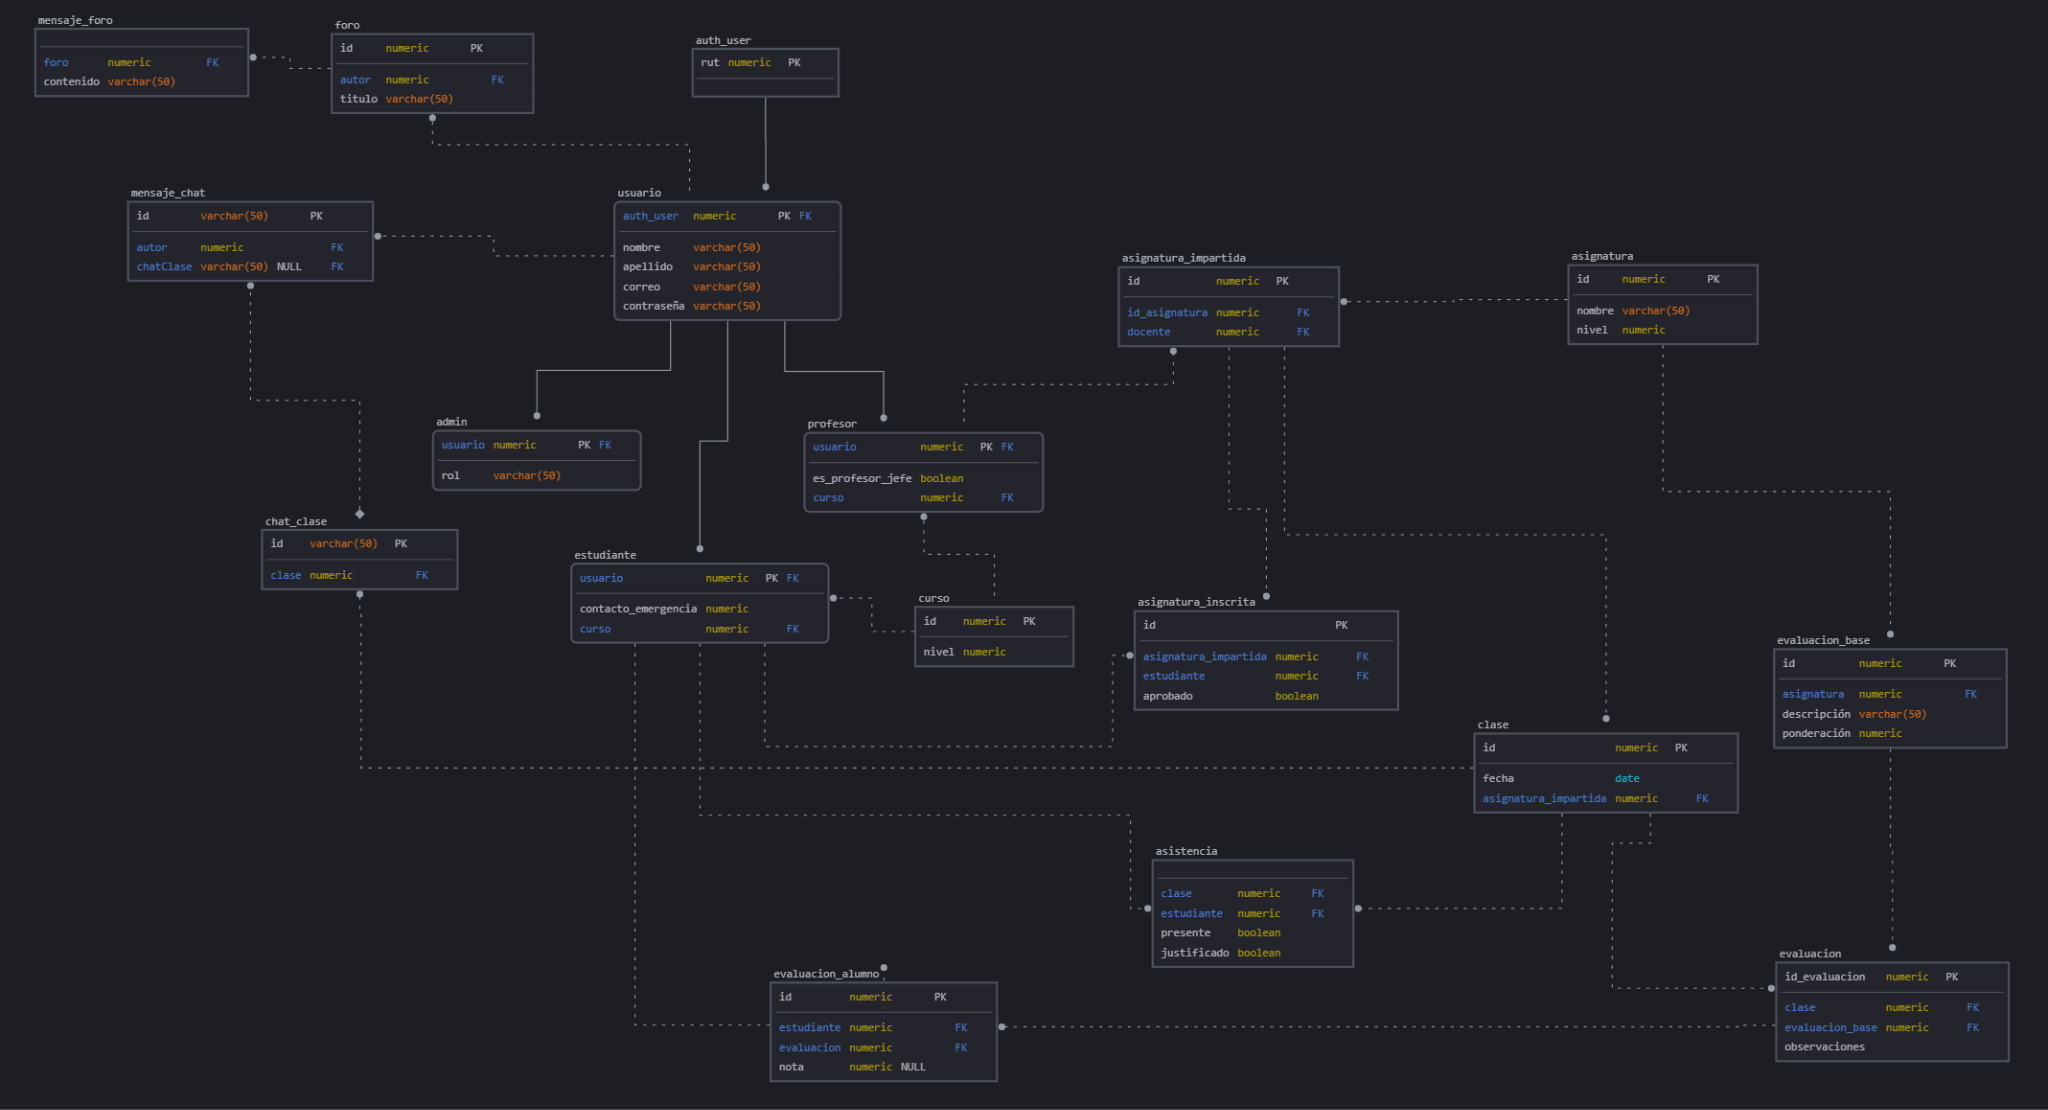 mensaje_foro
foro numeric FK
contenido varchar(50)
foro
id numeric PK
autor numeric FK
titulo varchar(50)
auth_user
rut numeric PK
mensaje_chat
id varchar(50) PK
autor numeric FK
chatClase varchar(50) NULL FK
usuario
auth_user numeric PK FK
nombre varchar(50)
apellido varchar(50)
correo varchar(50)
contraseña varchar(50)
asignatura_impartida
id numeric PK
id_asignatura numeric FK
docente numeric FK
asignatura
id numeric PK
nombre varchar(50)
nivel numeric
admin
usuario numeric PK FK
rol varchar(50)
profesor
usuario numeric PK FK
es_profesor_jefe boolean
curso numeric FK
chat_clase
id varchar(50) PK
clase numeric FK
estudiante
usuario numeric PK FK
contacto_emergencia numeric
curso numeric FK
curso
id numeric PK
nivel numeric
asignatura_inscrita
id PK
asignatura_impartida numeric FK
estudiante numeric FK
aprobado boolean
evaluacion_base
id numeric PK
asignatura numeric FK
descripción varchar(50)
ponderación numeric
clase
id numeric PK
fecha date
asignatura_impartida numeric FK
asistencia
clase numeric FK
estudiante numeric FK
presente boolean
justificado boolean
evaluacion_alumno
id numeric PK
estudiante numeric FK
evaluacion numeric FK
nota numeric NULL
evaluacion
id_evaluacion numeric PK
clase numeric FK
evaluacion_base numeric FK
observaciones